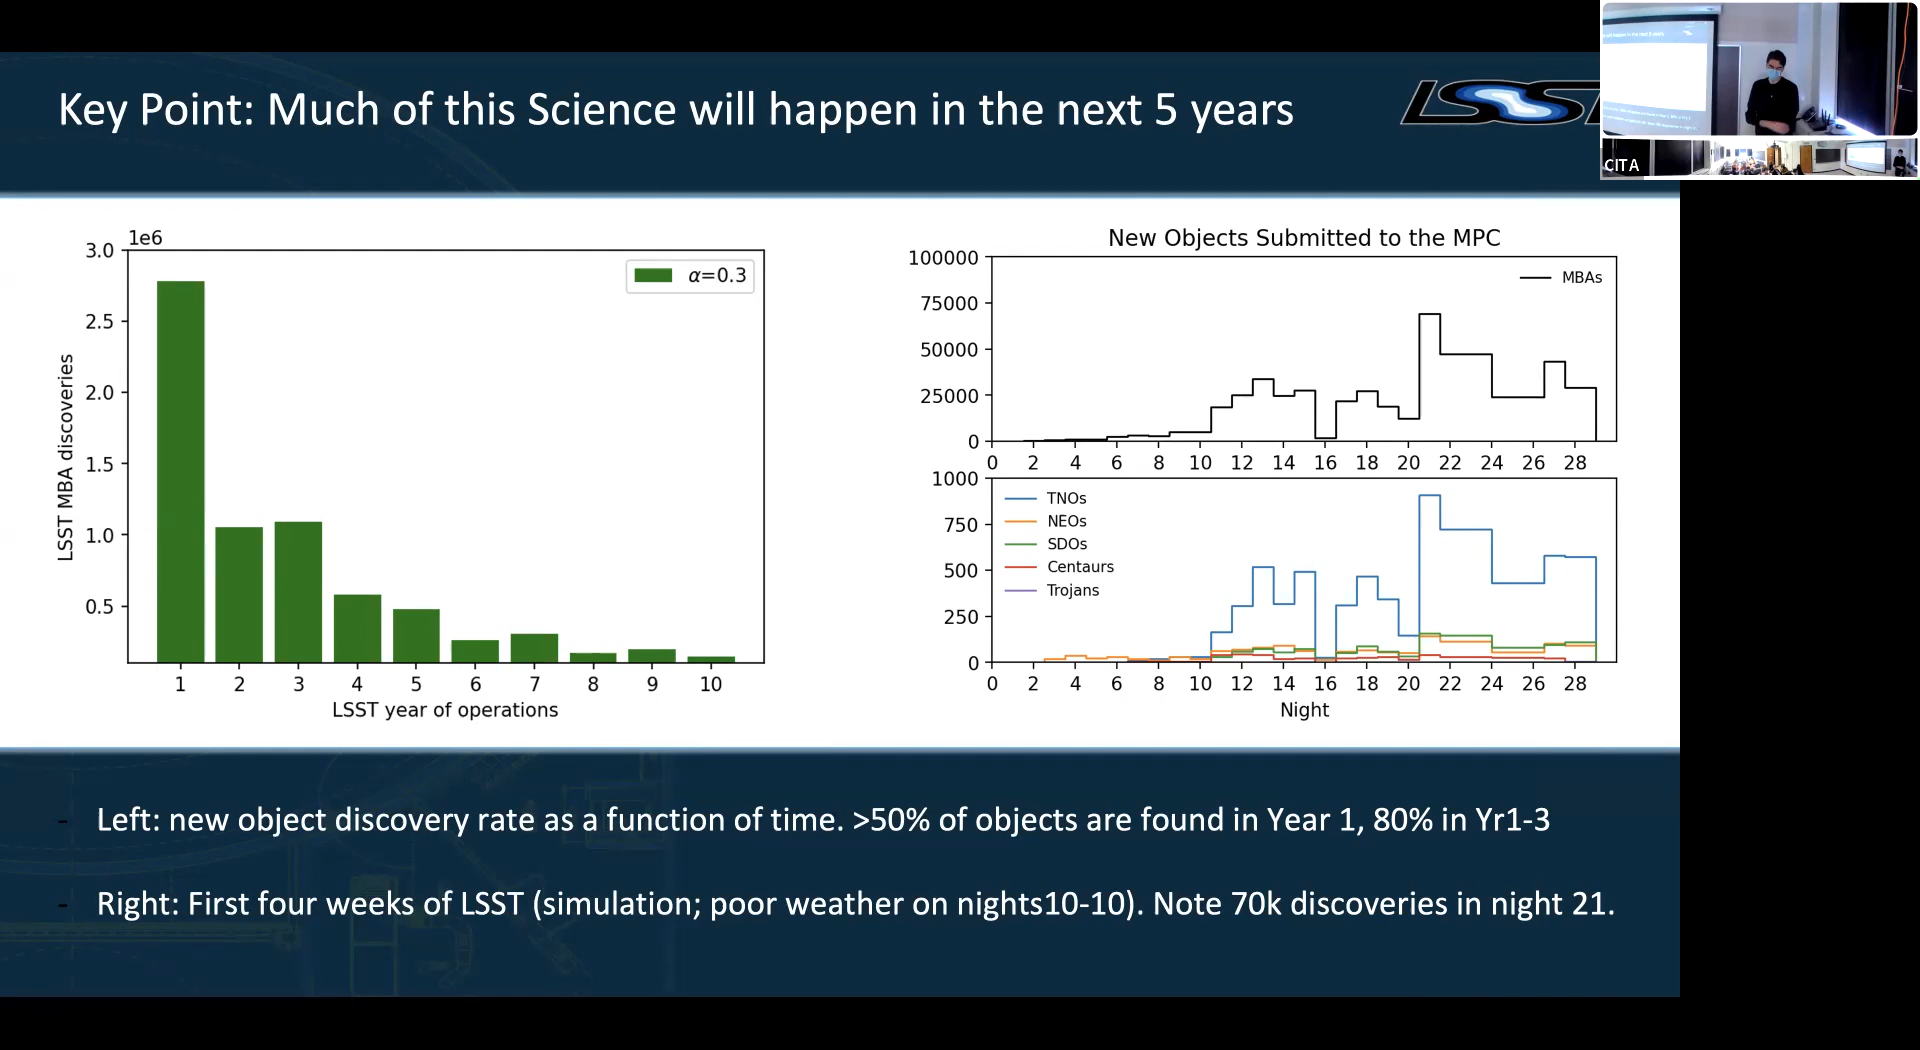 Key Point: Much of this Science will happen in the next 5 years
LSS
CITA
1e6
3.0
2.5
2.0
1.5
1.0
0.5
LSST MBA discoveries
α=0.3
1 2 3 4 5 6 7 8 9 10
LSST year of operations
New Objects Submitted to the MPC
100000
75000
50000
25000
0
MBAs
0 2 4 6 8 10 12 14 16 18 20 22 24 26 28
1000
750
500
250
0
TNOs
NEOs
SDOs
Centaurs
Trojans
0 2 4 6 8 10 12 14 16 18 20 22 24 26 28
Night
- Left: new object discovery rate as a function of time. >50% of objects are found in Year 1, 80% in Yr1-3
- Right: First four weeks of LSST (simulation; poor weather on nights10-10). Note 70k discoveries in night 21.